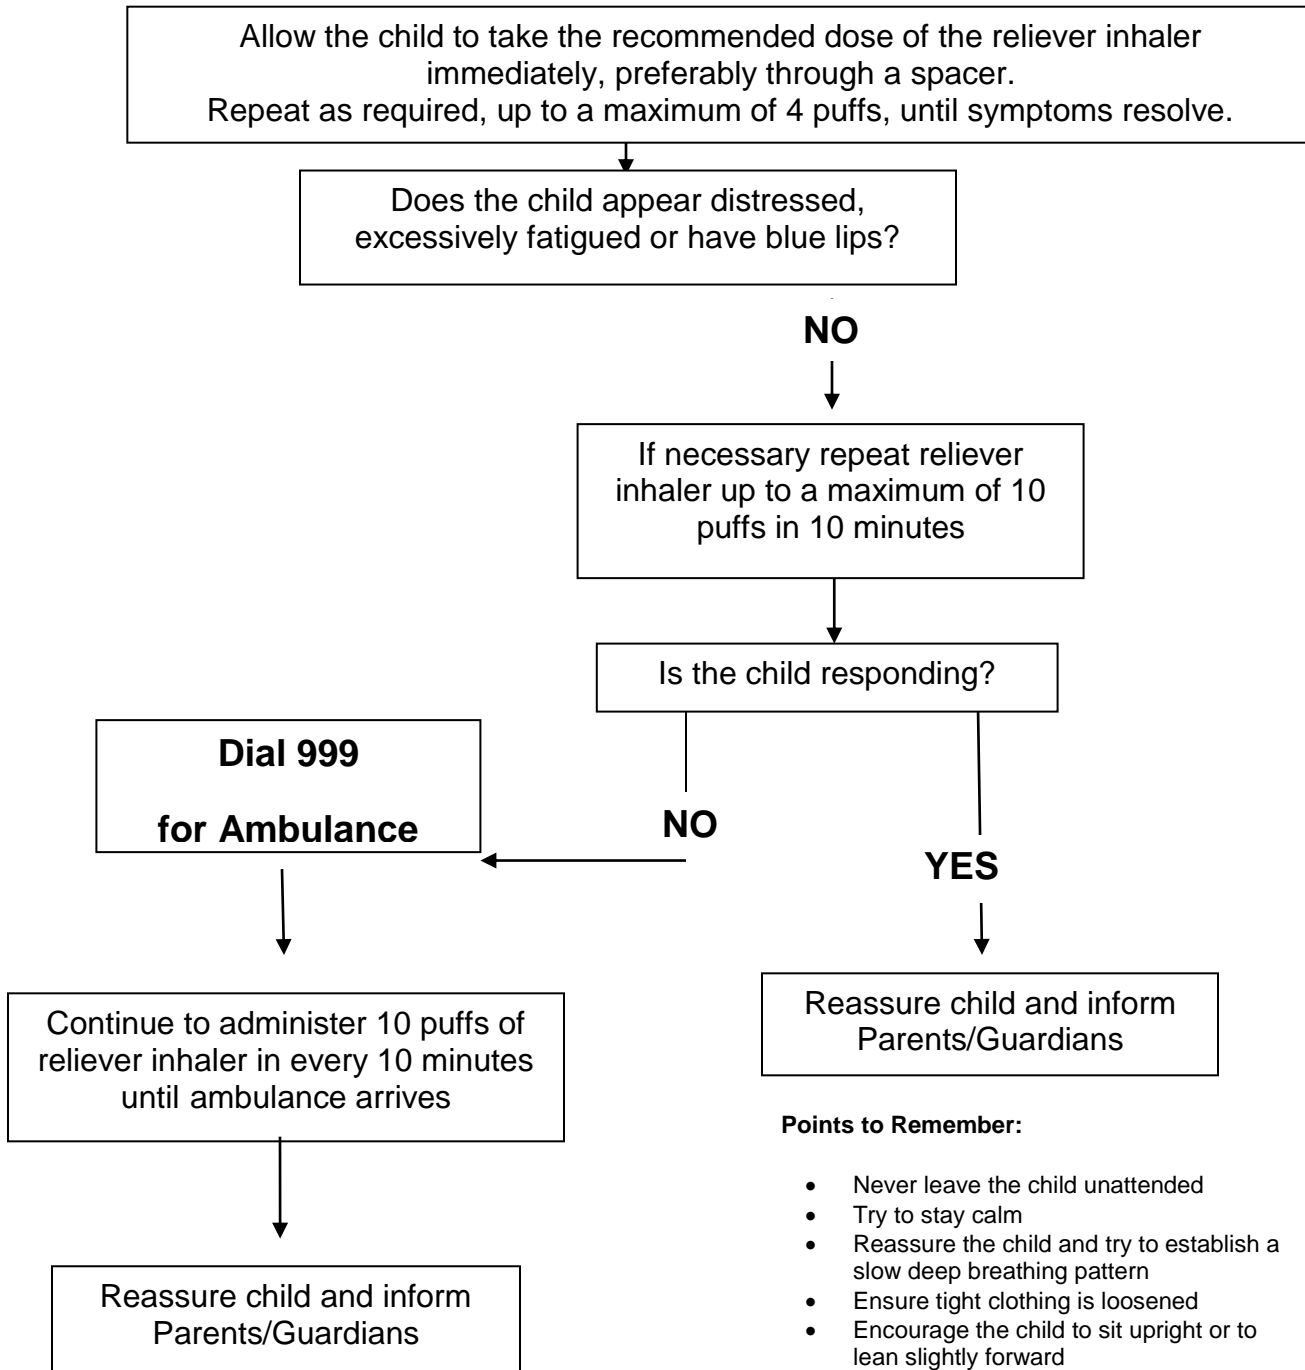 Allow the child to take the recommended dose of the reliever inhaler
immediately, preferably through a spacer.
Repeat as required, up to a maximum of 4 puffs, until symptoms resolve.
Does the child appear distressed,
excessively fatigued or have blue lips?
NO
If necessary repeat reliever
inhaler up to a maximum of 10
puffs in 10 minutes
Is the child responding?
Dial 999
for Ambulance
NO
YES
Continue to administer 10 puffs of
reliever inhaler in every 10 minutes
until ambulance arrives
Reassure child and inform
Parents/Guardians
Reassure child and inform
Parents/Guardians
Points to Remember:
• Never leave the child unattended
• Try to stay calm
• Reassure the child and try to establish a
slow deep breathing pattern
• Ensure tight clothing is loosened
• Encourage the child to sit upright or to
lean slightly forward